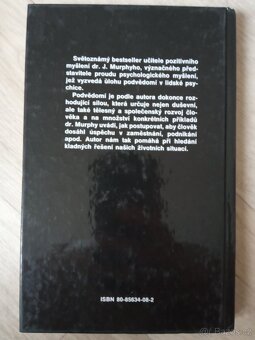 Světoznámý bestseller učitele pozitivního
myšlení dr. J. Murphyho, význačného před-
stavitele proudu psychologického myšlení,
jež vyzvedá úlohu podvědomí v lidské psy-
chice.
Podvědomí je podle autora dokonce roz-
hodující silou, která určuje nejen duševní,
ale také tělesný a společenský rozvoj člo-
věka a na množství konkrétních příkladů
dr. Murphy uvádí, jak postupovat, aby člověk
dosáhl úspěchu v zaměstnání, podnikání
apod. Autor nám tak pomáhá při hledání
kladných řešení našich životních situací.
ISBN 80-85634-08-2